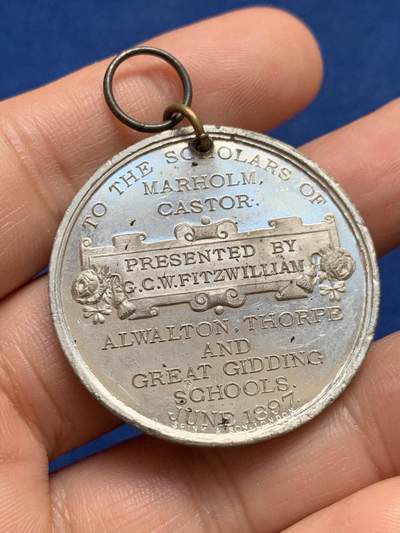 TO THE SCHOLARS OF
MARHOLM,
CASTOR.
PRESENTED BY
G.C.W.FITZWILLIAM
ALWALTON, THORPE
AND
GREAT GIDDING
SCHOOLS.
JUNE 1897.